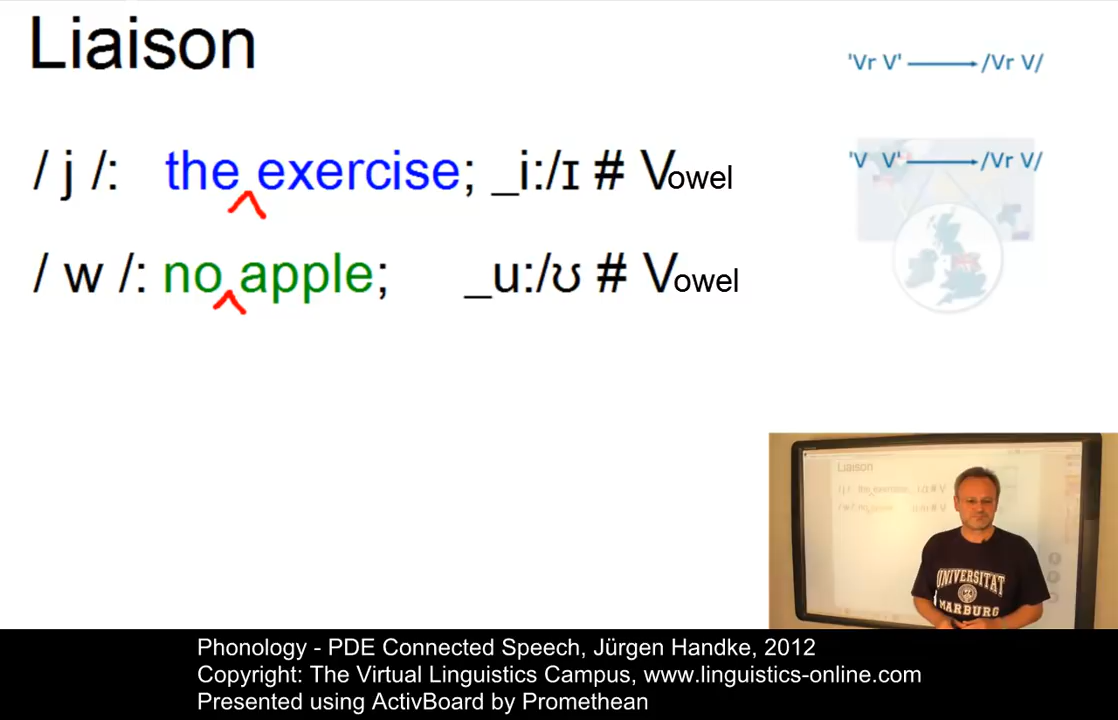 Liaison
'Vr V' → /Vr V/
/ j /: the exercise; _i:/ɪ # Vowel
'V V' → /Vr V/
/ w /: no apple; _u:/ʊ # Vowel
Liaison
UNIVERSITAT
MARBURG
Phonology - PDE Connected Speech, Jürgen Handke, 2012
Copyright: The Virtual Linguistics Campus, www.linguistics-online.com
Presented using ActivBoard by Promethean